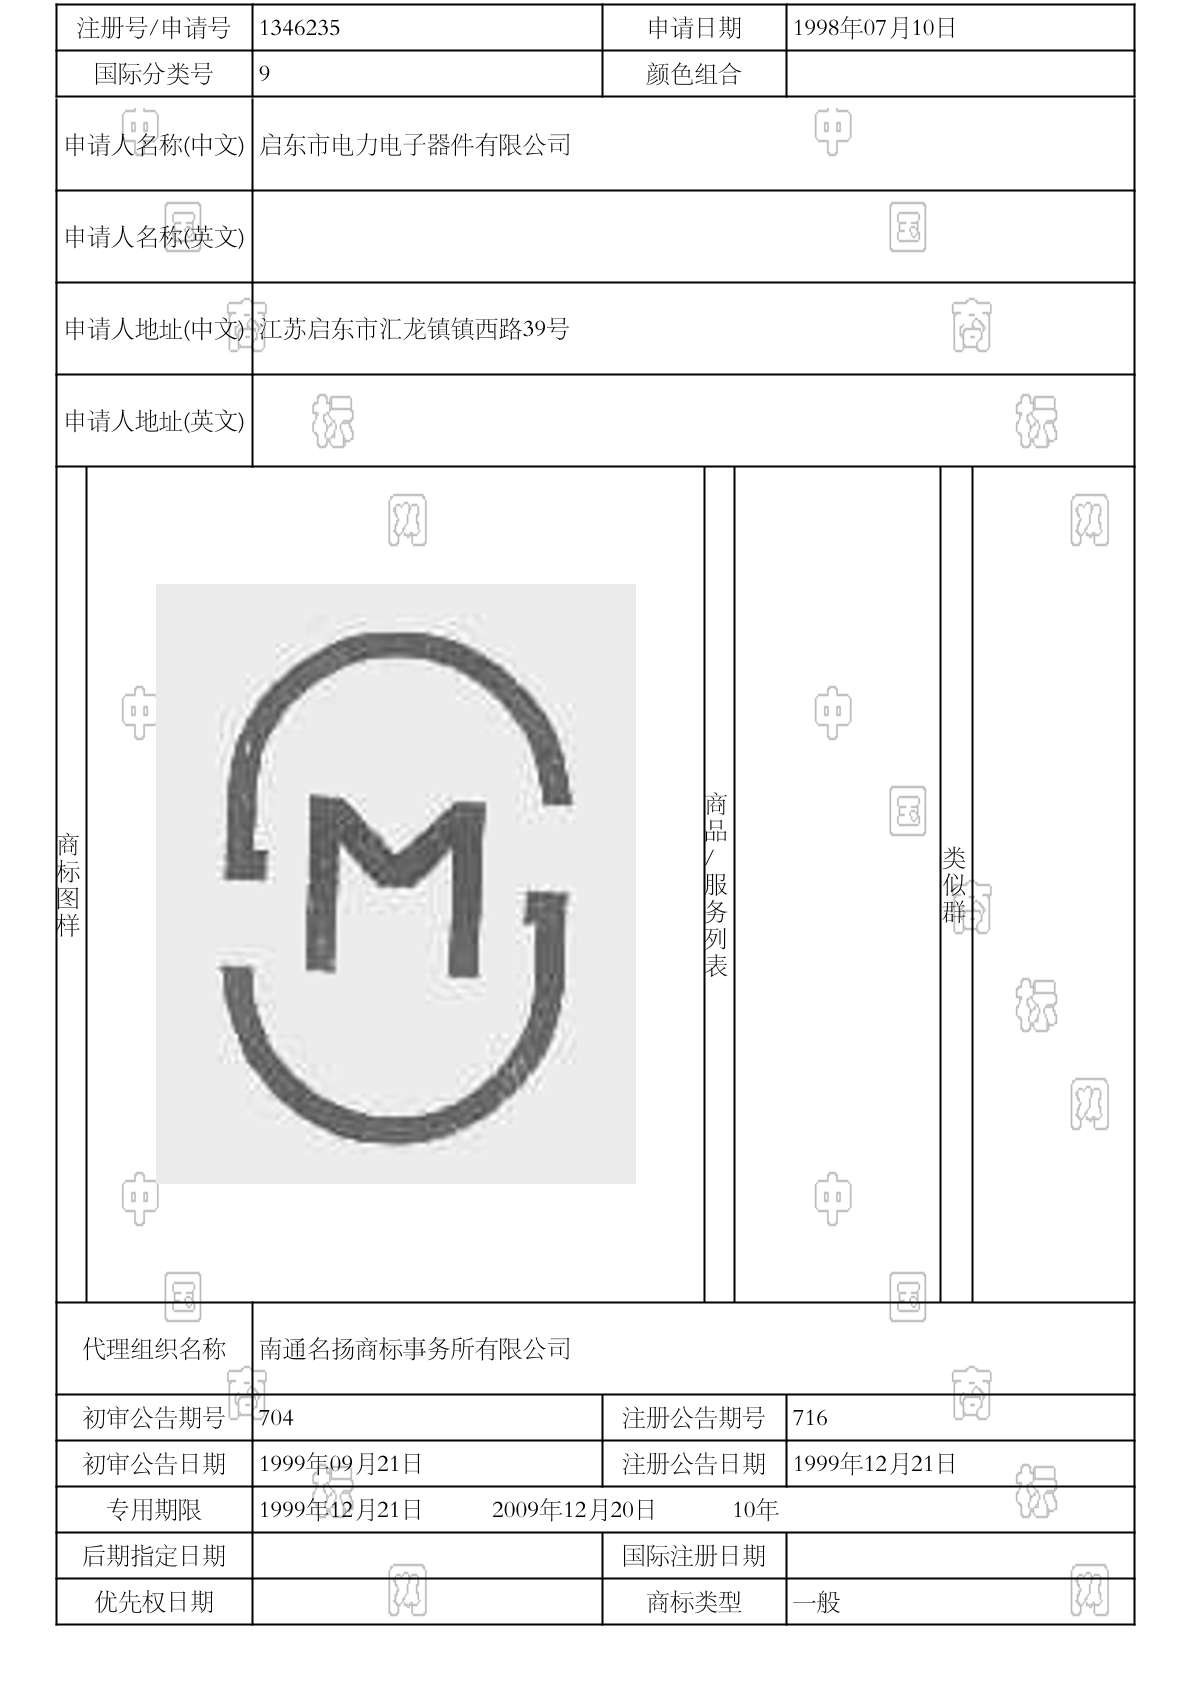 注册号/申请号 1346235 申请日期 1998年07月10日
国际分类号 9 颜色组合
申请人名称(中文) 启东市电力电子器件有限公司
申请人名称(英文)
申请人地址(中文) 江苏启东市汇龙镇镇西路39号
申请人地址(英文)
商标图样
M
商品/服务列表
类似群
代理组织名称 南通名扬商标事务所有限公司
初审公告期号 704 注册公告期号 716
初审公告日期 1999年09月21日 注册公告日期 1999年12月21日
专用期限 1999年12月21日 2009年12月20日 10年
后期指定日期 国际注册日期
优先权日期 商标类型 一般
中
国
商
标
网